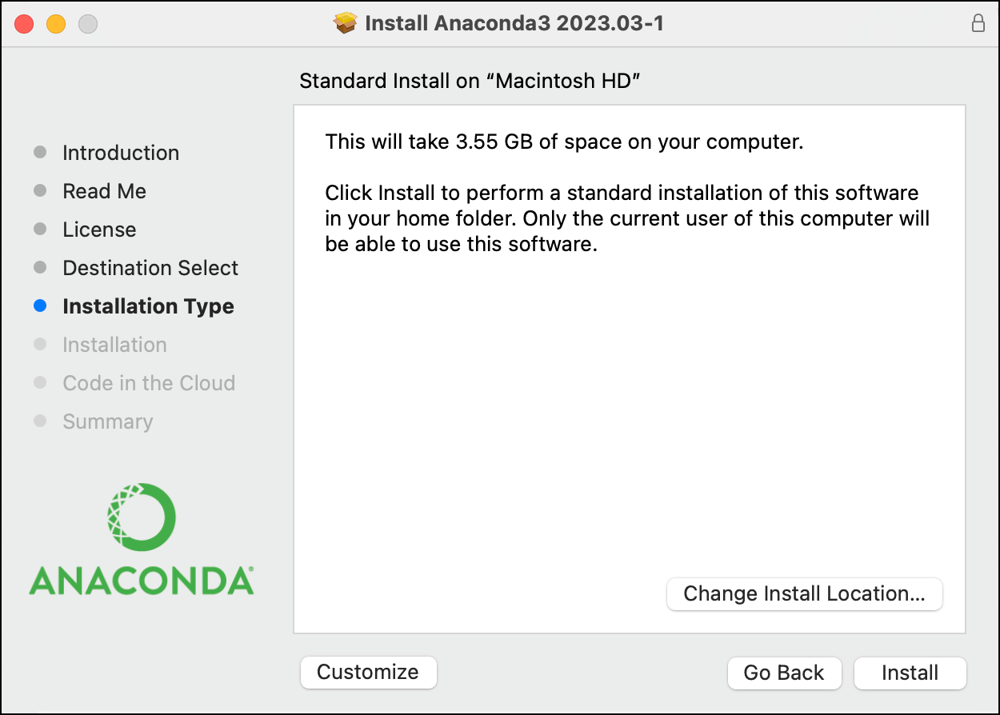 Install Anaconda3 2023.03-1
Standard Install on “Macintosh HD”
Introduction
Read Me
License
Destination Select
Installation Type
Installation
Code in the Cloud
Summary
ANACONDA®
This will take 3.55 GB of space on your computer.
Click Install to perform a standard installation of this software
in your home folder. Only the current user of this computer will
be able to use this software.
Change Install Location...
Customize
Go Back
Install